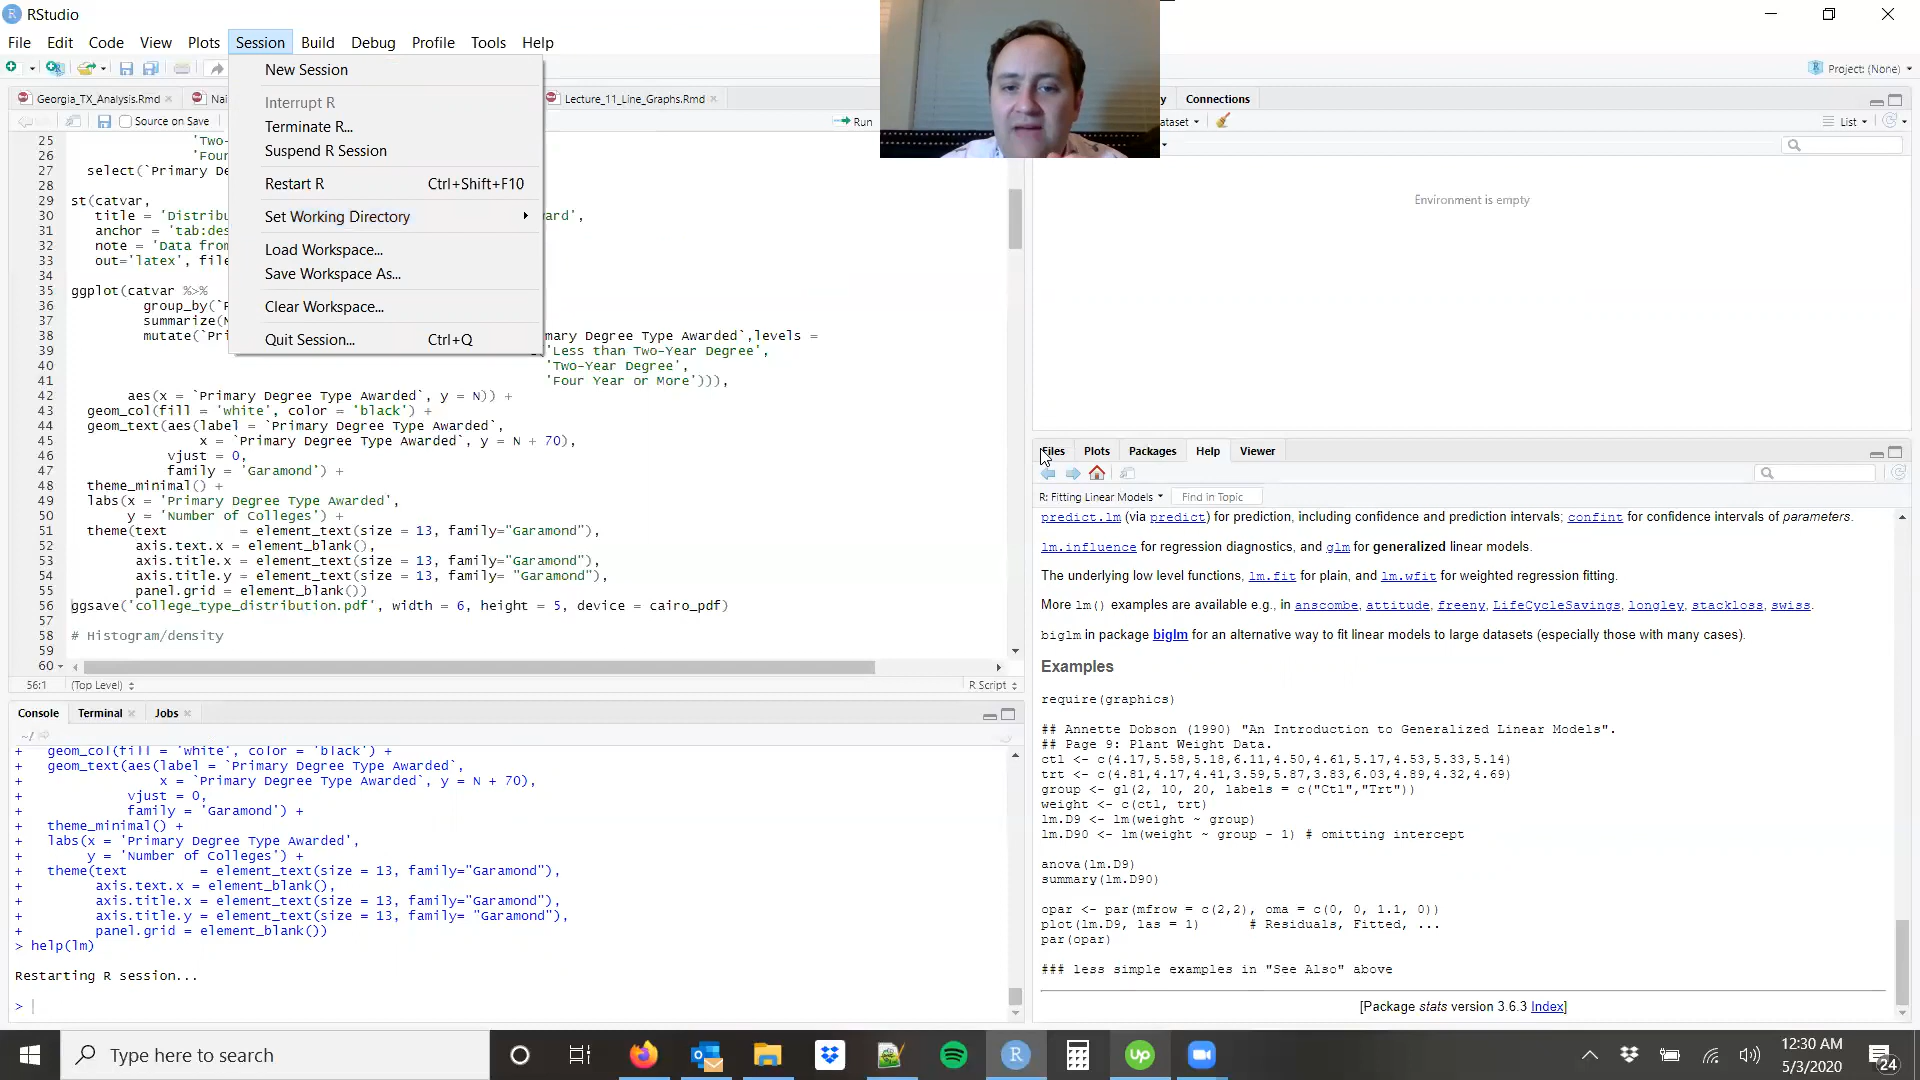 RStudio
File Edit Code View Plots Session Build Debug Profile Tools Help
Project: (None)
New Session
Interrupt R
Terminate R...
Suspend R Session
Restart R Ctrl+Shift+F10
Set Working Directory
Load Workspace...
Save Workspace As...
Clear Workspace...
Quit Session... Ctrl+Q
Georgia_TX_Analysis.Rmd Nai Lecture_11_Line_Graphs.Rmd
Source on Save Run
25 'Two-
26 'Four
27 select(`Primary De
28
29 st(catvar,
30 title = 'Distribu ard',
31 anchor = 'tab:des
32 note = 'Data from
33 out='latex', file
34
35 ggplot(catvar %>%
36 group_by(`P
37 summarize(N
38 mutate(`Pri mary Degree Type Awarded`,levels =
39 'Less than Two-Year Degree',
40 'Two-Year Degree',
41 'Four Year or More'))),
42 aes(x = `Primary Degree Type Awarded`, y = N)) +
43 geom_col(fill = 'white', color = 'black') +
44 geom_text(aes(label = `Primary Degree Type Awarded`,
45 x = `Primary Degree Type Awarded`, y = N + 70),
46 vjust = 0,
47 family = 'Garamond') +
48 theme_minimal() +
49 labs(x = 'Primary Degree Type Awarded',
50 y = 'Number of Colleges') +
51 theme(text = element_text(size = 13, family="Garamond"),
52 axis.text.x = element_blank(),
53 axis.title.x = element_text(size = 13, family="Garamond"),
54 axis.title.y = element_text(size = 13, family= "Garamond"),
55 panel.grid = element_blank())
56 ggsave('college_type_distribution.pdf', width = 6, height = 5, device = cairo_pdf)
57
58 # Histogram/density
59
60
56:1 (Top Level) R Script
Console Terminal Jobs
~/
+ geom_col(fill = 'white', color = 'black') +
+ geom_text(aes(label = `Primary Degree Type Awarded`,
+ x = `Primary Degree Type Awarded`, y = N + 70),
+ vjust = 0,
+ family = 'Garamond') +
+ theme_minimal() +
+ labs(x = 'Primary Degree Type Awarded',
+ y = 'Number of Colleges') +
+ theme(text = element_text(size = 13, family="Garamond"),
+ axis.text.x = element_blank(),
+ axis.title.x = element_text(size = 13, family="Garamond"),
+ axis.title.y = element_text(size = 13, family= "Garamond"),
+ panel.grid = element_blank())
> help(lm)
Restarting R session...
>
y Connections
ataset List
Environment is empty
Files Plots Packages Help Viewer
R: Fitting Linear Models Find in Topic
predict.lm (via predict) for prediction, including confidence and prediction intervals; confint for confidence intervals of parameters.
lm.influence for regression diagnostics, and glm for generalized linear models.
The underlying low level functions, lm.fit for plain, and lm.wfit for weighted regression fitting.
More lm() examples are available e.g., in anscombe, attitude, freeny, LifeCycleSavings, longley, stackloss, swiss.
biglm in package biglm for an alternative way to fit linear models to large datasets (especially those with many cases).
Examples
require(graphics)
## Annette Dobson (1990) "An Introduction to Generalized Linear Models".
## Page 9: Plant Weight Data.
ctl <- c(4.17,5.58,5.18,6.11,4.50,4.61,5.17,4.53,5.33,5.14)
trt <- c(4.81,4.17,4.41,3.59,5.87,3.83,6.03,4.89,4.32,4.69)
group <- gl(2, 10, 20, labels = c("Ctl","Trt"))
weight <- c(ctl, trt)
lm.D9 <- lm(weight ~ group)
lm.D90 <- lm(weight ~ group - 1) # omitting intercept
anova(lm.D9)
summary(lm.D90)
opar <- par(mfrow = c(2,2), oma = c(0, 0, 1.1, 0))
plot(lm.D9, las = 1) # Residuals, Fitted, ...
par(opar)
### less simple examples in "See Also" above
[Package stats version 3.6.3 Index]
Type here to search
12:30 AM
5/3/2020
24